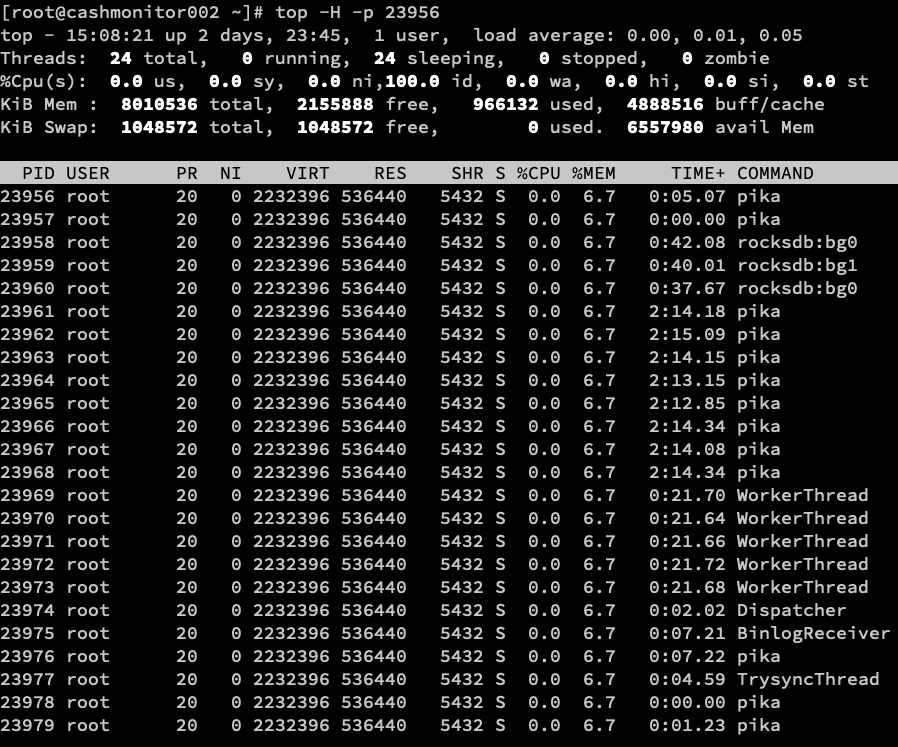 [root@cashmonitor002 ~]# top -H -p 23956
top - 15:08:21 up 2 days, 23:45,  1 user,  load average: 0.00, 0.01, 0.05
Threads:  24 total,   0 running,  24 sleeping,   0 stopped,   0 zombie
%Cpu(s):  0.0 us,  0.0 sy,  0.0 ni,100.0 id,  0.0 wa,  0.0 hi,  0.0 si,  0.0 st
KiB Mem :  8010536 total,  2155888 free,   966132 used,  4888516 buff/cache
KiB Swap:  1048572 total,  1048572 free,        0 used.  6557980 avail Mem
  PID USER      PR  NI    VIRT    RES    SHR S %CPU %MEM     TIME+ COMMAND
23956 root      20   0 2232396 536440   5432 S  0.0  6.7   0:05.07 pika
23957 root      20   0 2232396 536440   5432 S  0.0  6.7   0:00.00 pika
23958 root      20   0 2232396 536440   5432 S  0.0  6.7   0:42.08 rocksdb:bg0
23959 root      20   0 2232396 536440   5432 S  0.0  6.7   0:40.01 rocksdb:bg1
23960 root      20   0 2232396 536440   5432 S  0.0  6.7   0:37.67 rocksdb:bg0
23961 root      20   0 2232396 536440   5432 S  0.0  6.7   2:14.18 pika
23962 root      20   0 2232396 536440   5432 S  0.0  6.7   2:15.09 pika
23963 root      20   0 2232396 536440   5432 S  0.0  6.7   2:14.15 pika
23964 root      20   0 2232396 536440   5432 S  0.0  6.7   2:13.15 pika
23965 root      20   0 2232396 536440   5432 S  0.0  6.7   2:12.85 pika
23966 root      20   0 2232396 536440   5432 S  0.0  6.7   2:14.34 pika
23967 root      20   0 2232396 536440   5432 S  0.0  6.7   2:14.08 pika
23968 root      20   0 2232396 536440   5432 S  0.0  6.7   2:14.34 pika
23969 root      20   0 2232396 536440   5432 S  0.0  6.7   0:21.70 WorkerThread
23970 root      20   0 2232396 536440   5432 S  0.0  6.7   0:21.64 WorkerThread
23971 root      20   0 2232396 536440   5432 S  0.0  6.7   0:21.66 WorkerThread
23972 root      20   0 2232396 536440   5432 S  0.0  6.7   0:21.72 WorkerThread
23973 root      20   0 2232396 536440   5432 S  0.0  6.7   0:21.68 WorkerThread
23974 root      20   0 2232396 536440   5432 S  0.0  6.7   0:02.02 Dispatcher
23975 root      20   0 2232396 536440   5432 S  0.0  6.7   0:07.21 BinlogReceiver
23976 root      20   0 2232396 536440   5432 S  0.0  6.7   0:07.22 pika
23977 root      20   0 2232396 536440   5432 S  0.0  6.7   0:04.59 TrysyncThread
23978 root      20   0 2232396 536440   5432 S  0.0  6.7   0:00.00 pika
23979 root      20   0 2232396 536440   5432 S  0.0  6.7   0:01.23 pika